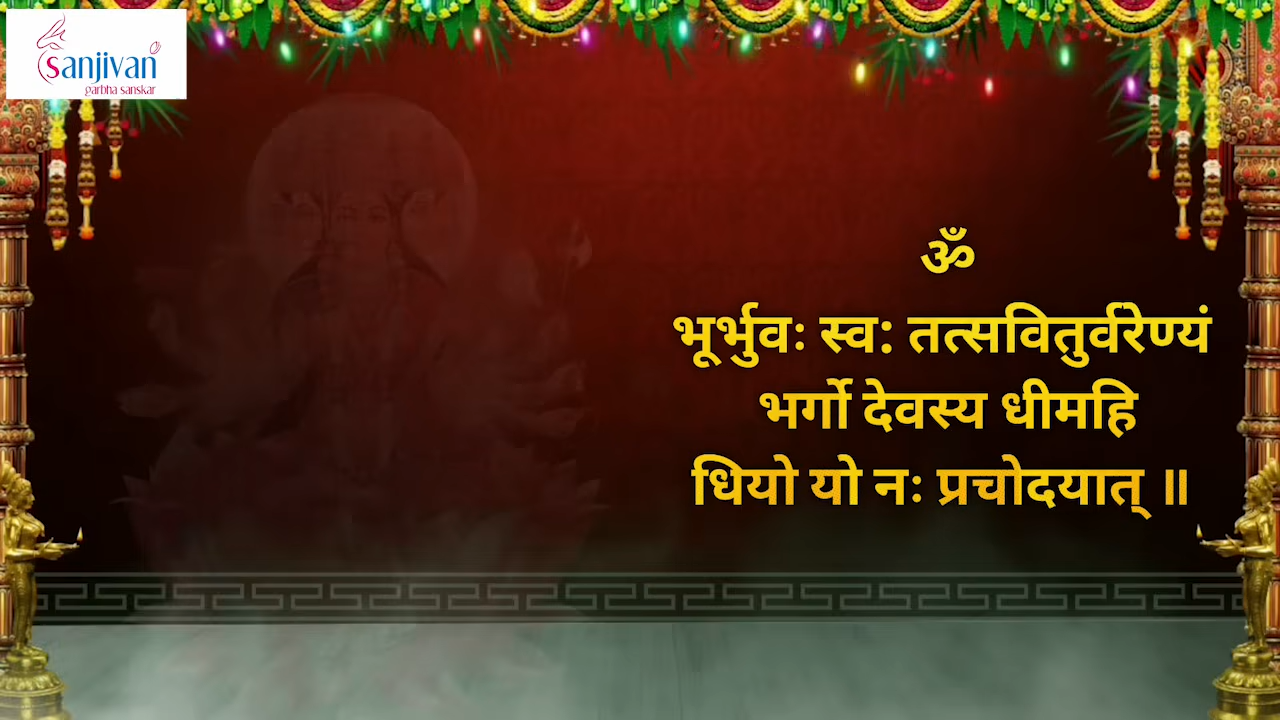 sanjivan
garbha sanskar
ॐ
भूर्भुवः स्व: तत्सवितुर्वरेण्यं
भर्गो देवस्य धीमहि
धियो यो नः प्रचोदयात् ॥